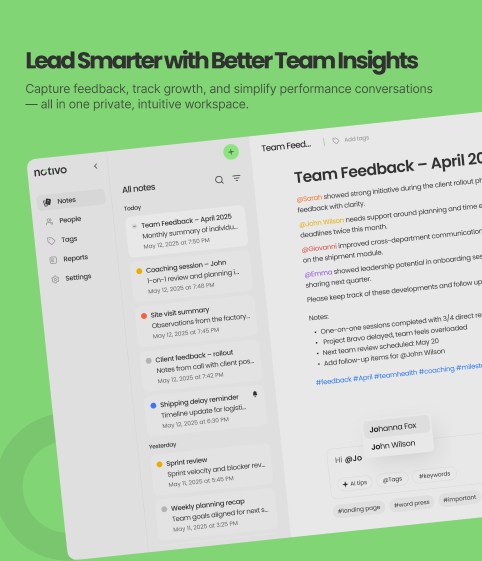 Lead Smarter with Better Team Insights
Capture feedback, track growth, and simplify performance conversations
— all in one private, intuitive workspace.
notivo
Notes
People
Tags
Reports
Settings
All notes
Today
Team Feedback – April 2025
Monthly summary of individu...
May 12, 2025 at 7:50 PM
Coaching session – John
1-on-1 review and planning i...
May 12, 2025 at 7:48 PM
Site visit summary
Observations from the factory...
May 12, 2025 at 7:45 PM
Client feedback – rollout
Notes from call with client pos...
May 12, 2025 at 7:42 PM
Shipping delay reminder
Timeline update for logisti...
May 12, 2025 at 6:30 PM
Yesterday
Sprint review
Sprint velocity and blocker rev...
May 11, 2025 at 5:45 PM
Weekly planning recap
Team goals aligned for next s...
May 11, 2025 at 3:25 PM
Team Feed...
Add tags
Team Feedback – April 20
@Sarah showed strong initiative during the client rollout
feedback with clarity.
@John Wilson needs support around planning and time
deadlines twice this month.
@Giovanni improved cross-department communication
on the shipment module.
@Emma showed leadership potential in onboarding
sharing next quarter.
Please keep track of these developments and follow up
Notes:
• One-on-one sessions completed with 3/4 direct
• Project Bravo delayed, team feels overloaded
• Next team review scheduled: May 20
• Add follow-up items for @John Wilson
#feedback #April #teamhealth #coaching #milest
Johanna Fox
John Wilson
Hi @Jo
AI tips
@Tags
#keywords
#landing page
#word press
#important